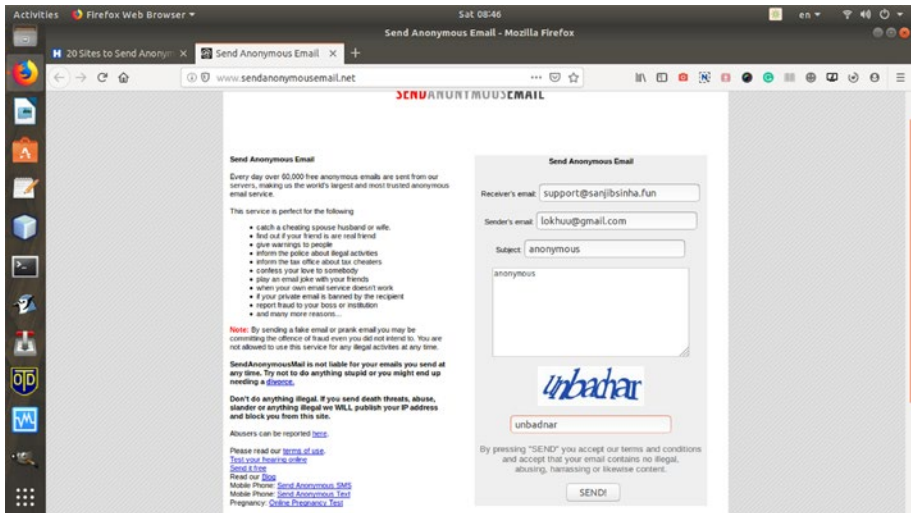 Activities Firefox Web Browser Sat 08:46 en
Send Anonymous Email - Mozilla Firefox
20 Sites to Send Anonym Send Anonymous Email
www.sendanonymousemail.net
SENDANONYMOUSEMAIL
Send Anonymous Email
Every day over 60,000 free anonymous emails are sent from our
servers, making us the world's largest and most trusted anonymous
email service.
This service is perfect for the following
catch a cheating spouse husband or wife.
find out if your friend is are real friend
give warnings to people
inform the police about illegal activities
inform the tax office about tax cheaters
confess your love to somebody
play an email joke with your friends
when your own email service doesn't work
if your private email is banned by the recipient
report fraud to your boss or institution
and many more reasons...
Note: By sending a fake email or prank email you may be
committing the offence of fraud even you did not intend to. You are
not allowed to use this service for any illegal activites at any time.
SendAnonymousMail is not liable for your emails you send at
any time. Try not to do anything stupid or you might end up
needing a divorce.
Don't do anything illegal. If you send death threats, abuse,
slander or anything illegal we WILL publish your IP address
and block you from this site.
Abusers can be reported here.
Please read our terms of use.
Test your hearing online
Send it free
Read our Blog
Mobile Phone: Send Anonymous SMS
Mobile Phone: Send Anonymous Text
Pregnancy: Online Pregnancy Test
Send Anonymous Email
Receiver's email: support@sanjibsinha.fun
Sender's email: lokhuu@gmail.com
Subject: anonymous
anonymous
unbadnar
unbadnar
By pressing "SEND" you accept our terms and conditions
and accept that your email contains no illegal,
abusing, harrassing or likewise content.
SEND!